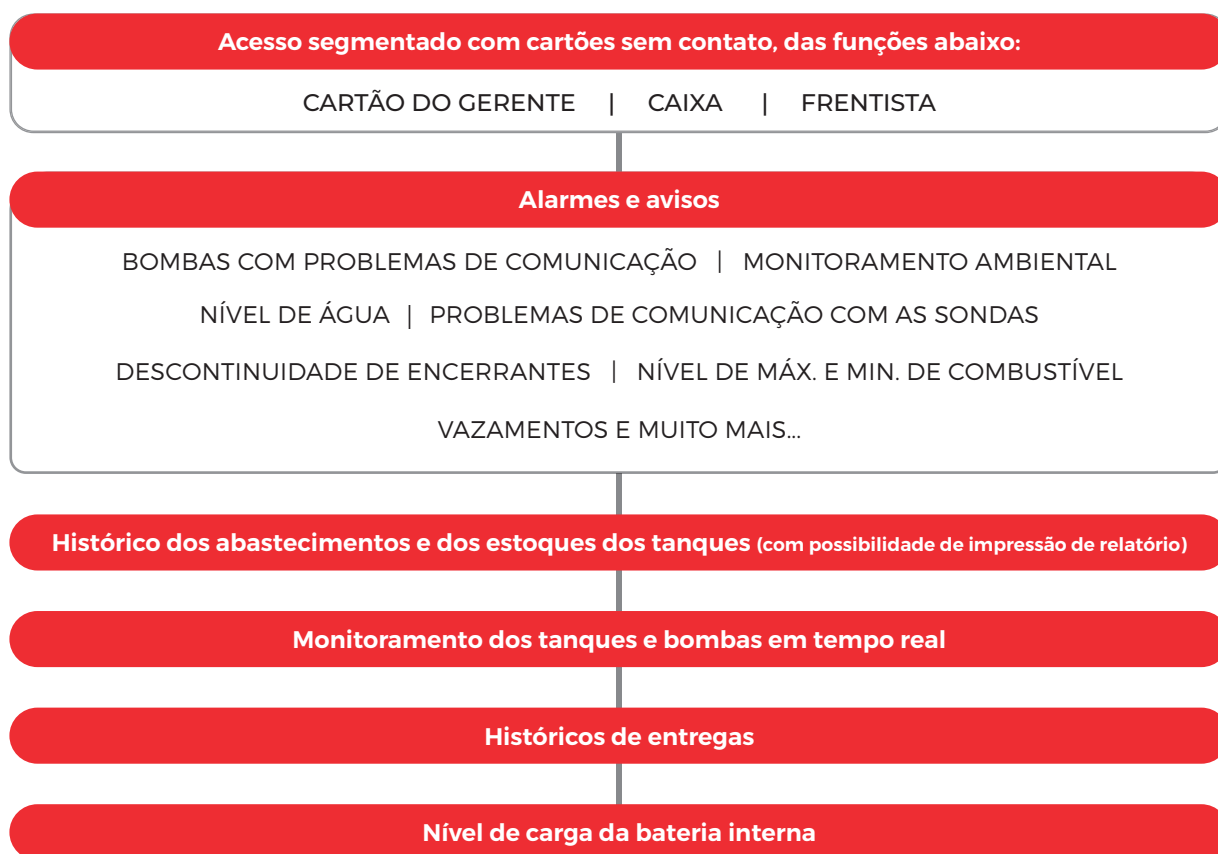 Acesso segmentado com cartões sem contato, das funções abaixo:
CARTÃO DO GERENTE | CAIXA | FRENTISTA
Alarmes e avisos
BOMBAS COM PROBLEMAS DE COMUNICAÇÃO | MONITORAMENTO AMBIENTAL
NÍVEL DE ÁGUA | PROBLEMAS DE COMUNICAÇÃO COM AS SONDAS
DESCONTINUIDADE DE ENCERRANTES | NÍVEL DE MÁX. E MIN. DE COMBUSTÍVEL
VAZAMENTOS E MUITO MAIS...
Histórico dos abastecimentos e dos estoques dos tanques (com possibilidade de impressão de relatório)
Monitoramento dos tanques e bombas em tempo real
Históricos de entregas
Nível de carga da bateria interna